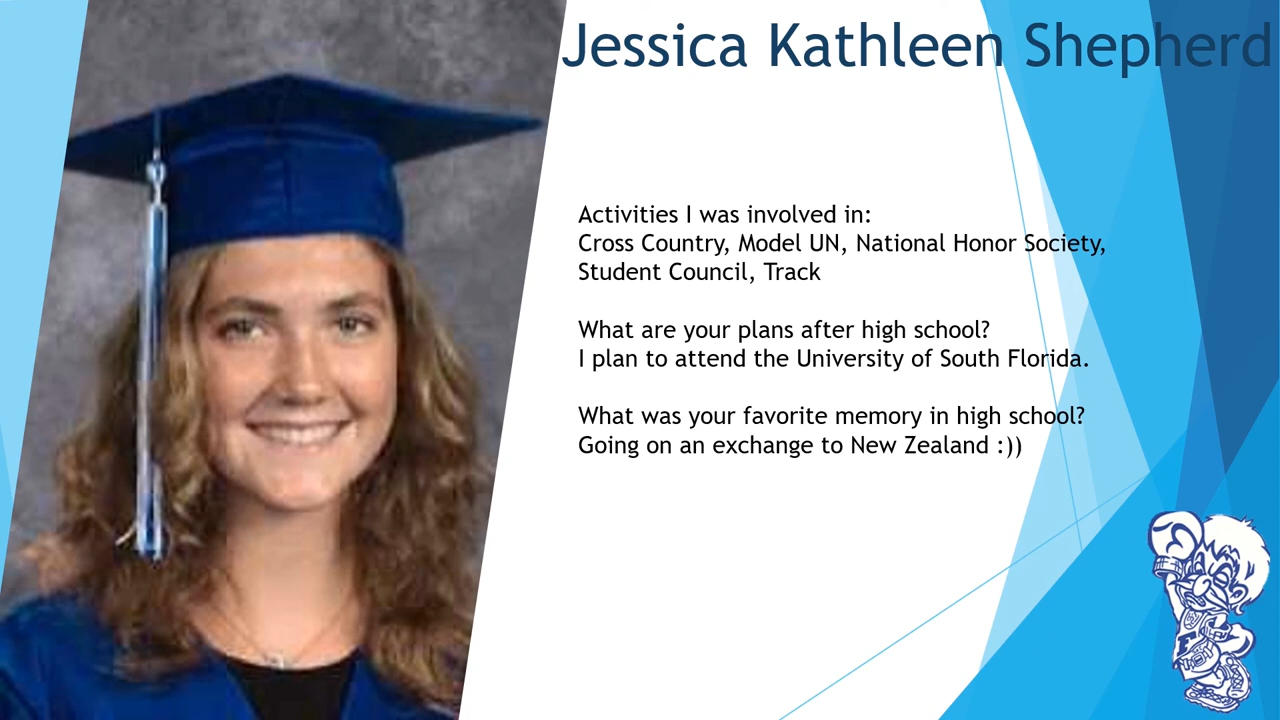 Jessica Kathleen Shepherd
Activities I was involved in:
Cross Country, Model UN, National Honor Society,
Student Council, Track
What are your plans after high school?
I plan to attend the University of South Florida.
What was your favorite memory in high school?
Going on an exchange to New Zealand :))